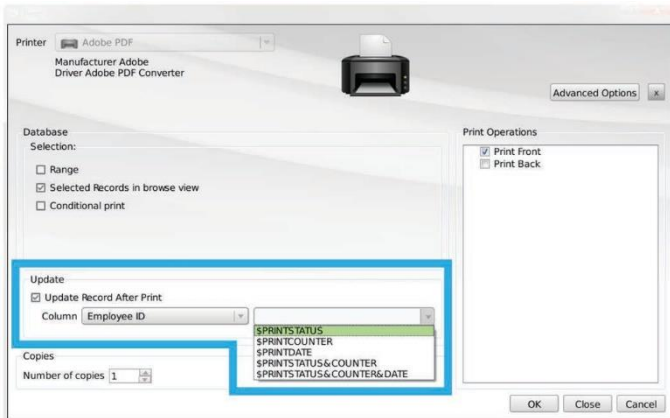 Printer Adobe PDF
Manufacturer Adobe
Driver Adobe PDF Converter
Advanced Options x
Database
Selection:
Range
Selected Records in browse view
Conditional print
Print Operations
Print Front
Print Back
Update
Update Record After Print
Column Employee ID
$PRINTSTATUS
$PRINTCOUNTER
$PRINTDATE
$PRINTSTATUS&COUNTER
$PRINTSTATUS&COUNTER&DATE
Copies
Number of copies 1
OK Close Cancel